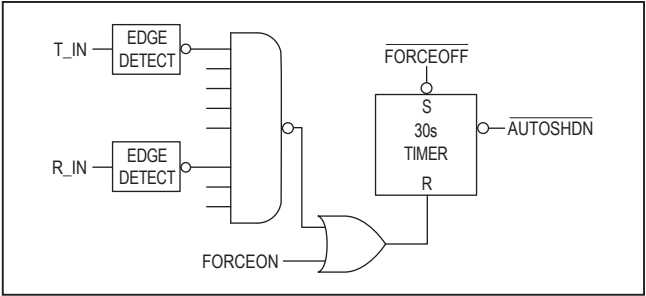 T_IN
EDGE
DETECT
R_IN
EDGE
DETECT
FORCEON
FORCEOFF
S
30s
TIMER
R
AUTOSHDN